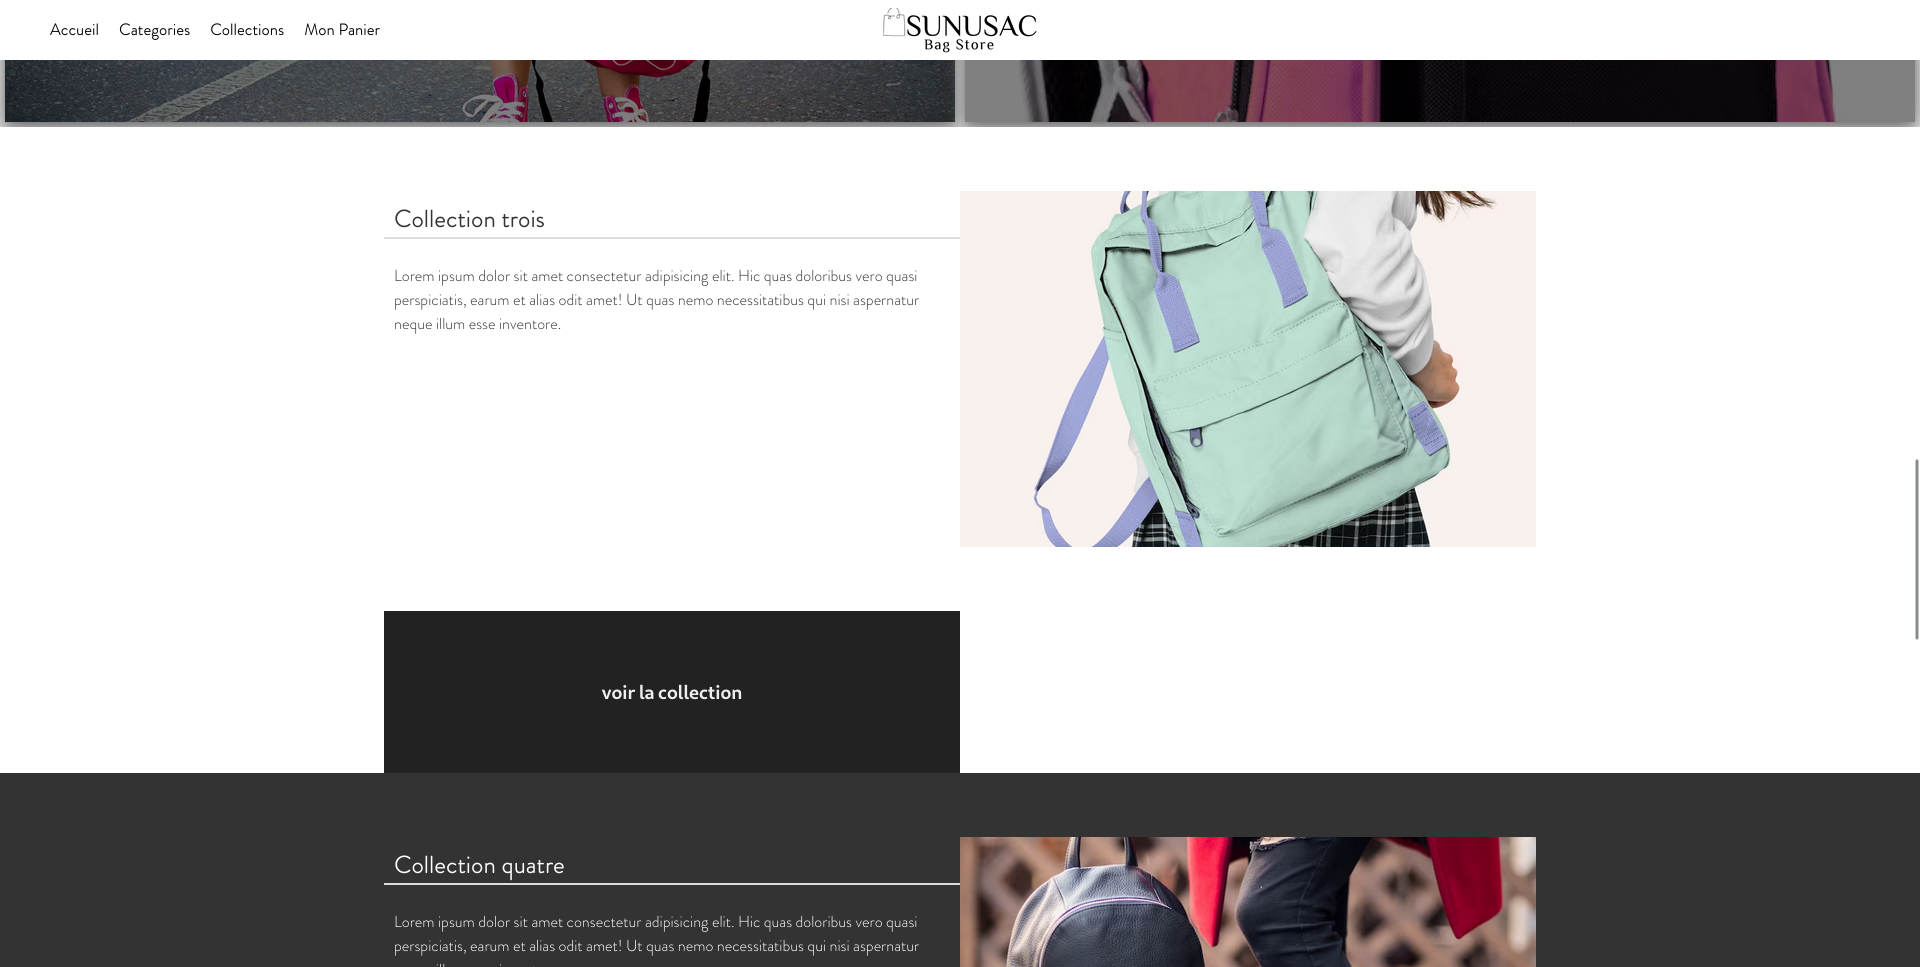 Accueil Categories Collections Mon Panier
SUNUSAC
Bag Store
Collection trois
Lorem ipsum dolor sit amet consectetur adipisicing elit. Hic quas doloribus vero quasi
perspiciatis, earum et alias odit amet! Ut quas nemo necessitatibus qui nisi aspernatur
neque illum esse inventore.
voir la collection
Collection quatre
Lorem ipsum dolor sit amet consectetur adipisicing elit. Hic quas doloribus vero quasi
perspiciatis, earum et alias odit amet! Ut quas nemo necessitatibus qui nisi aspernatur